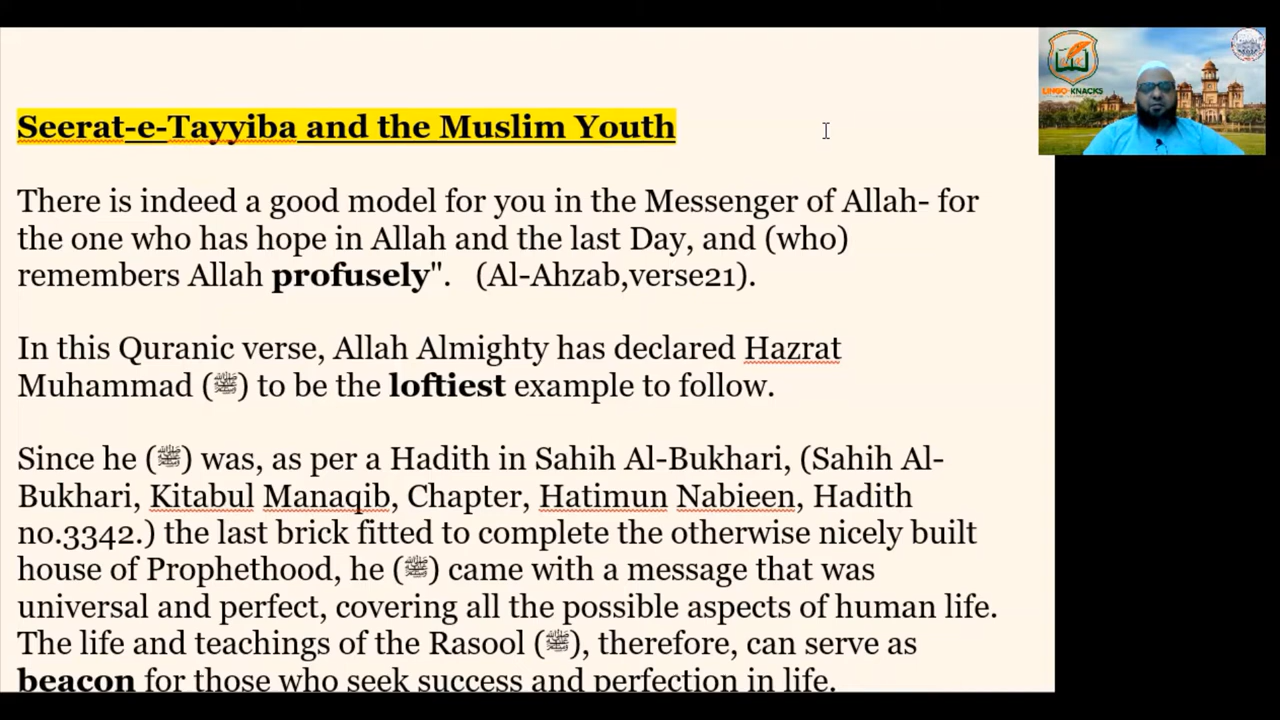 Seerat-e-Tayyiba and the Muslim Youth
LINGO-KNACKS
There is indeed a good model for you in the Messenger of Allah- for
the one who has hope in Allah and the last Day, and (who)
remembers Allah profusely". (Al-Ahzab,verse21).
In this Quranic verse, Allah Almighty has declared Hazrat
Muhammad (ﷺ) to be the loftiest example to follow.
Since he (ﷺ) was, as per a Hadith in Sahih Al-Bukhari, (Sahih Al-
Bukhari, Kitabul Manaqib, Chapter, Hatimun Nabieen, Hadith
no.3342.) the last brick fitted to complete the otherwise nicely built
house of Prophethood, he (ﷺ) came with a message that was
universal and perfect, covering all the possible aspects of human life.
The life and teachings of the Rasool (ﷺ), therefore, can serve as
beacon for those who seek success and perfection in life.